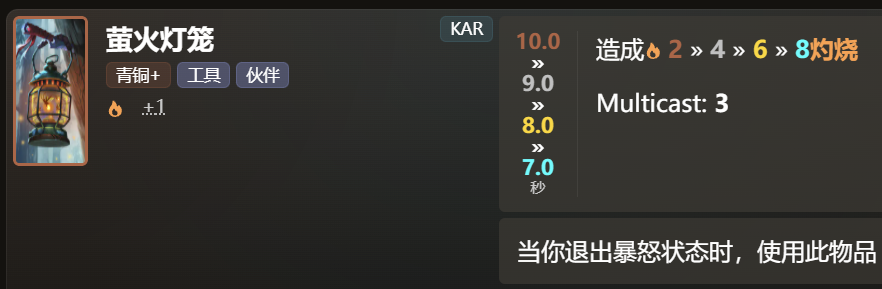 萤火灯笼
KAR
青铜+
工具
伙伴
+1
10.0
»
9.0
»
8.0
»
7.0
秒
造成 2 » 4 » 6 » 8灼烧
Multicast: 3
当你退出暴怒状态时，使用此物品